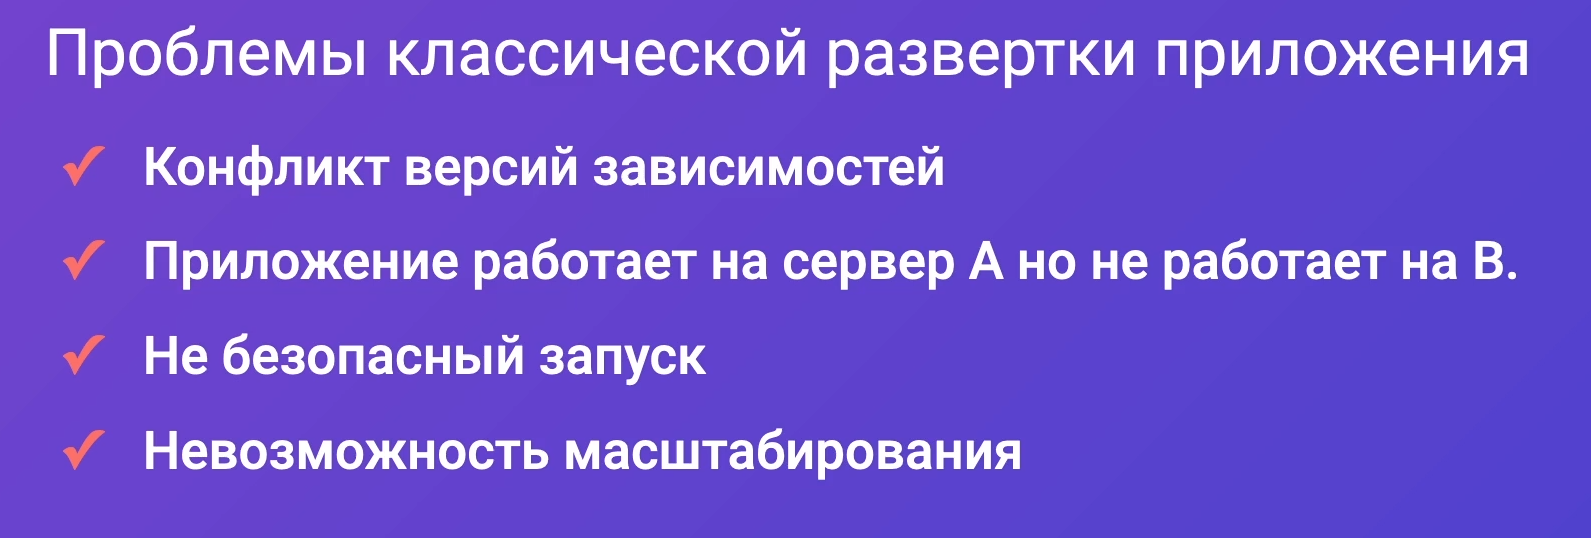 Проблемы классической развертки приложения
Конфликт версий зависимостей
Приложение работает на сервер А но не работает на В.
Не безопасный запуск
Невозможность масштабирования